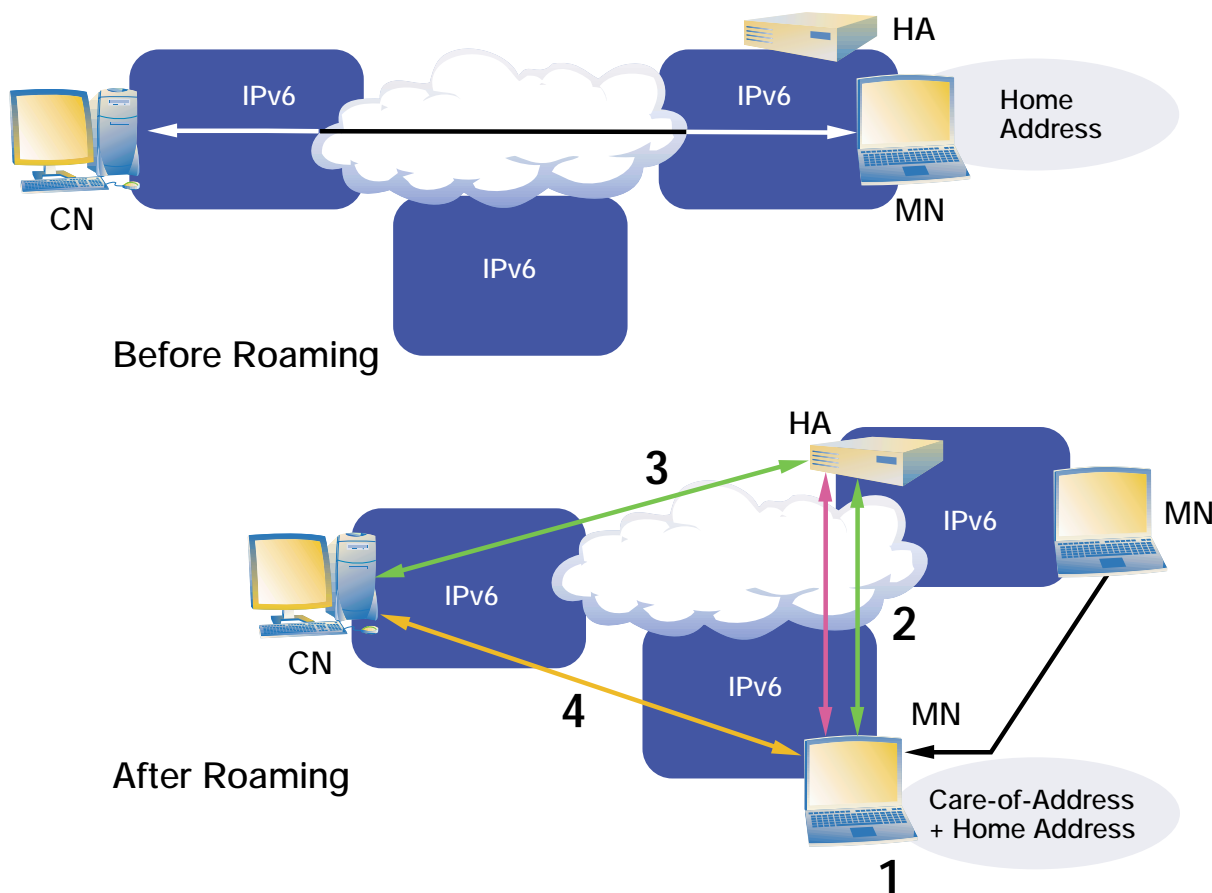 HA
IPv6
IPv6
Home
Address
CN
MN
IPv6
Before Roaming
HA
3
MN
IPv6
IPv6
2
CN
IPv6
4
MN
After Roaming
Care-of-Address
+ Home Address
1